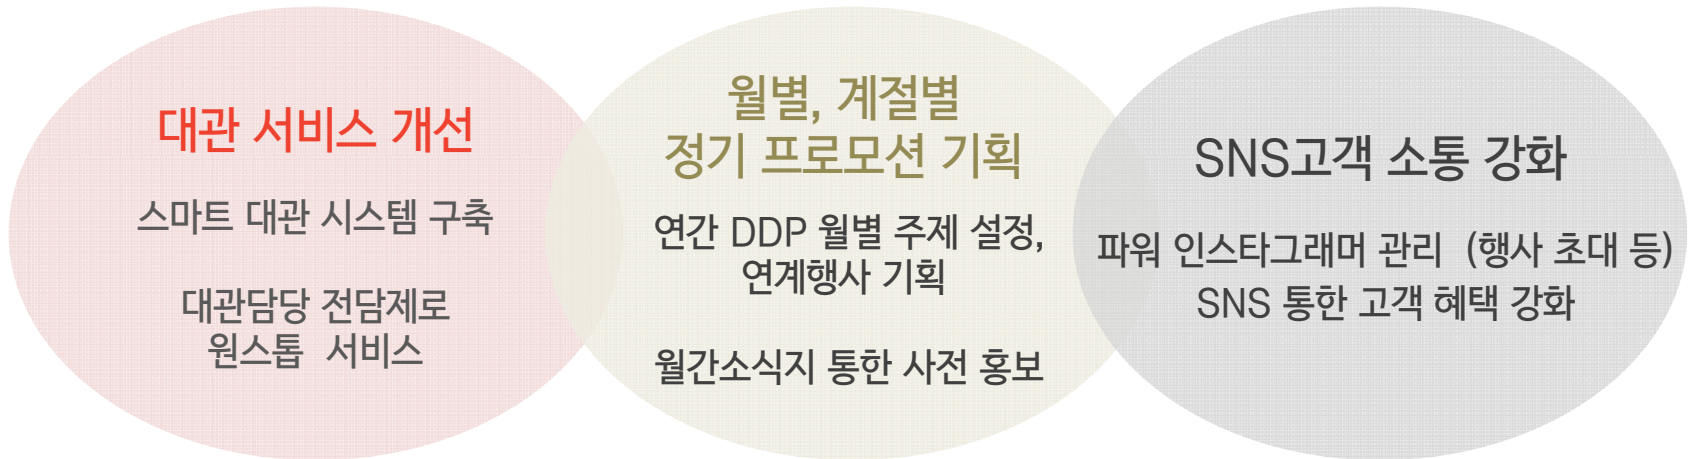 대관 서비스 개선
스마트 대관 시스템 구축
대관담당 전담제로
원스톱 서비스
월별, 계절별
정기 프로모션 기획
연간 DDP 월별 주제 설정,
연계행사 기획
월간소식지 통한 사전 홍보
SNS고객 소통 강화
파워 인스타그래머 관리 (행사 초대 등)
SNS 통한 고객 혜택 강화